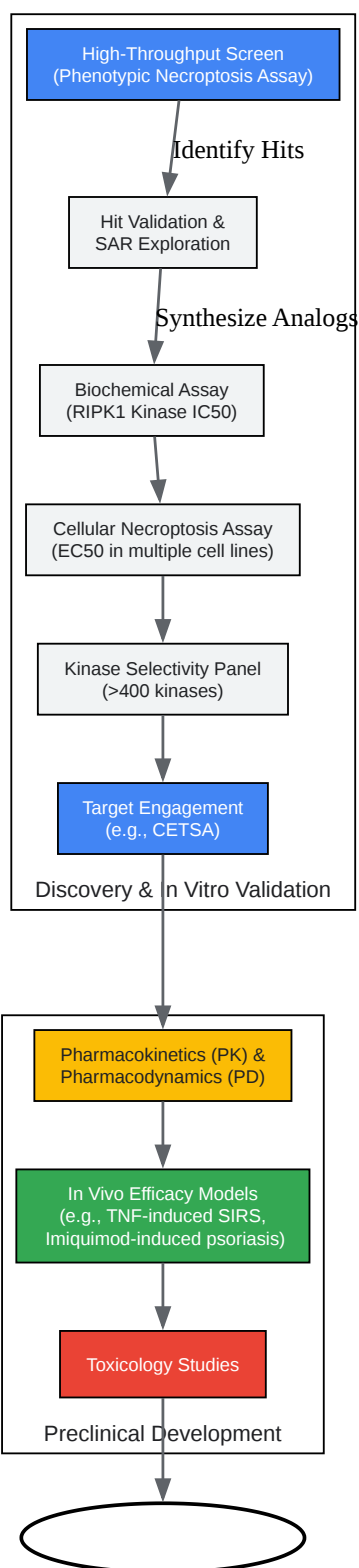 High-Throughput Screen
(Phenotypic Necroptosis Assay)
Identify Hits
Hit Validation &
SAR Exploration
Synthesize Analogs
Biochemical Assay
(RIPK1 Kinase IC50)
Cellular Necroptosis Assay
(EC50 in multiple cell lines)
Kinase Selectivity Panel
(>400 kinases)
Target Engagement
(e.g., CETSA)
Discovery & In Vitro Validation
Pharmacokinetics (PK) &
Pharmacodynamics (PD)
In Vivo Efficacy Models
(e.g., TNF-induced SIRS,
Imiquimod-induced psoriasis)
Toxicology Studies
Preclinical Development